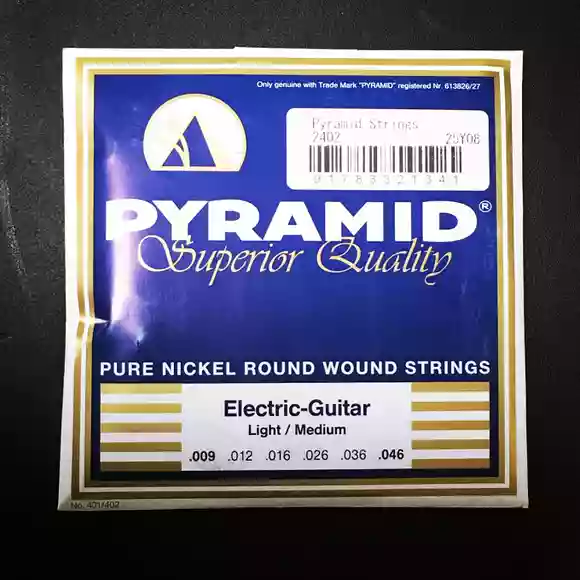 Only genuine with Trade Mark "PYRAMID" registered Nr. 613826/27
Pyramid Strings
2402 25Y08
PYRAMID®
Superior Quality
PURE NICKEL ROUND WOUND STRINGS
Electric-Guitar
Light / Medium
.009 .012 .016 .026 .036 .046
No. 401/402